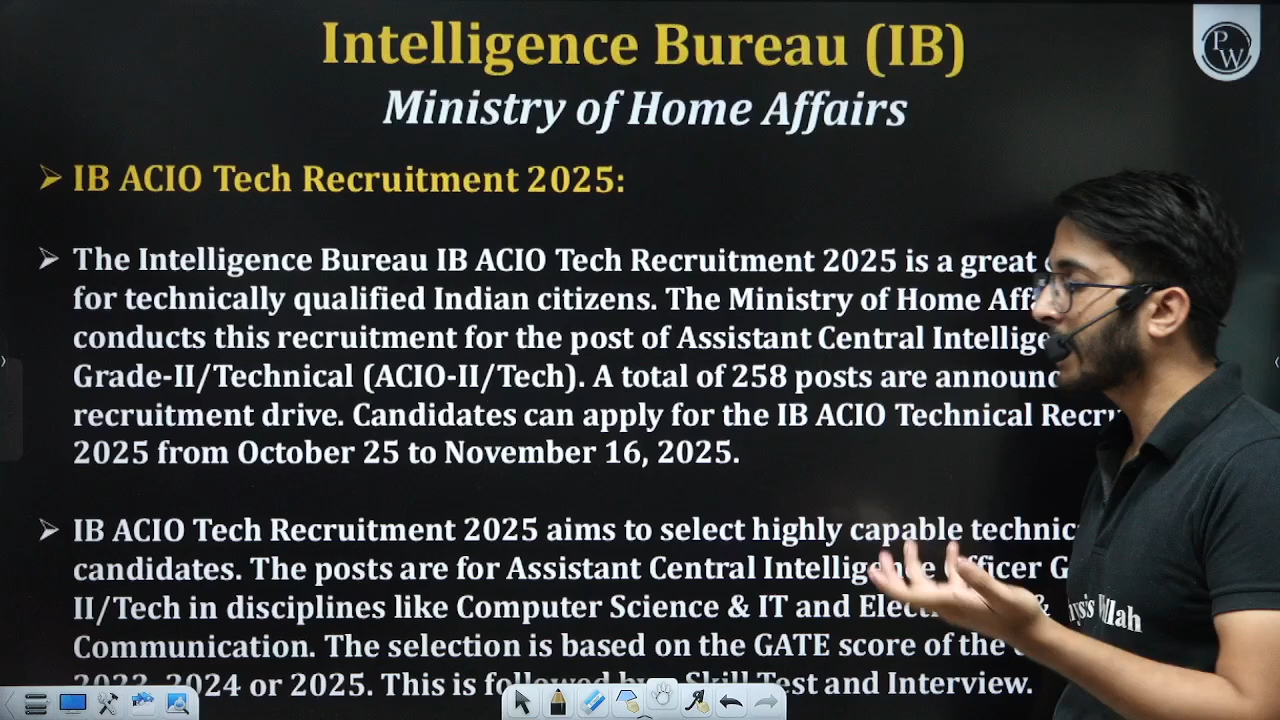 Intelligence Bureau (IB)
PW
Ministry of Home Affairs
IB ACIO Tech Recruitment 2025:
The Intelligence Bureau IB ACIO Tech Recruitment 2025 is a great
for technically qualified Indian citizens. The Ministry of Home
conducts this recruitment for the post of Assistant Central
Grade-II/Technical (ACIO-II/Tech). A total of 258 posts are
recruitment drive. Candidates can apply for the IB ACIO Technical
2025 from October 25 to November 16, 2025.
IB ACIO Tech Recruitment 2025 aims to select highly capable
candidates. The posts are for Assistant Central
II/Tech in disciplines like Computer Science & IT and &
Communication. The selection is based on the GATE score of the
2024 or 2025. This is Skill Test and Interview.